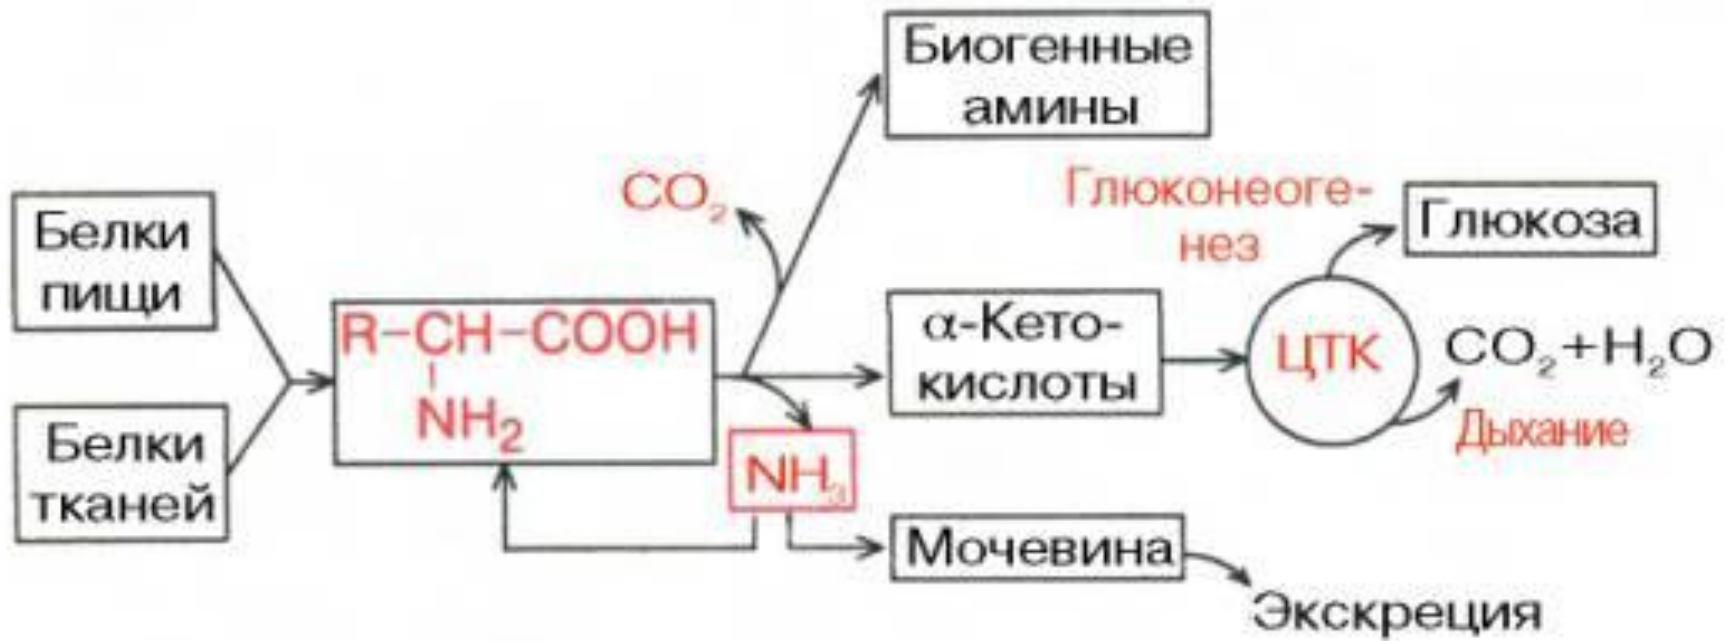 Биогенные
амины
CO₂
Глюконеоге-
нез
Глюкоза
Белки
пищи
R–CH–COOH
NH₂
α-Кето-
кислоты
ЦТК
CO₂+H₂O
Дыхание
Белки
тканей
NH₃
Мочевина
Экскреция